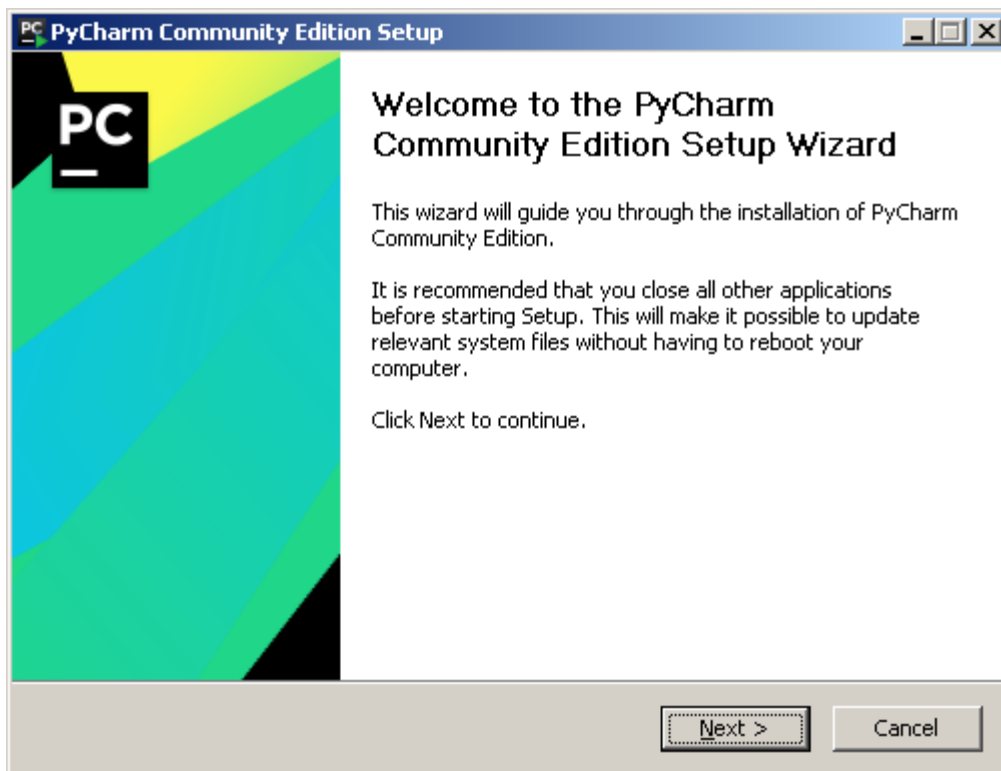 PC PyCharm Community Edition Setup
PC
Welcome to the PyCharm
Community Edition Setup Wizard
This wizard will guide you through the installation of PyCharm
Community Edition.
It is recommended that you close all other applications
before starting Setup. This will make it possible to update
relevant system files without having to reboot your
computer.
Click Next to continue.
Next > Cancel